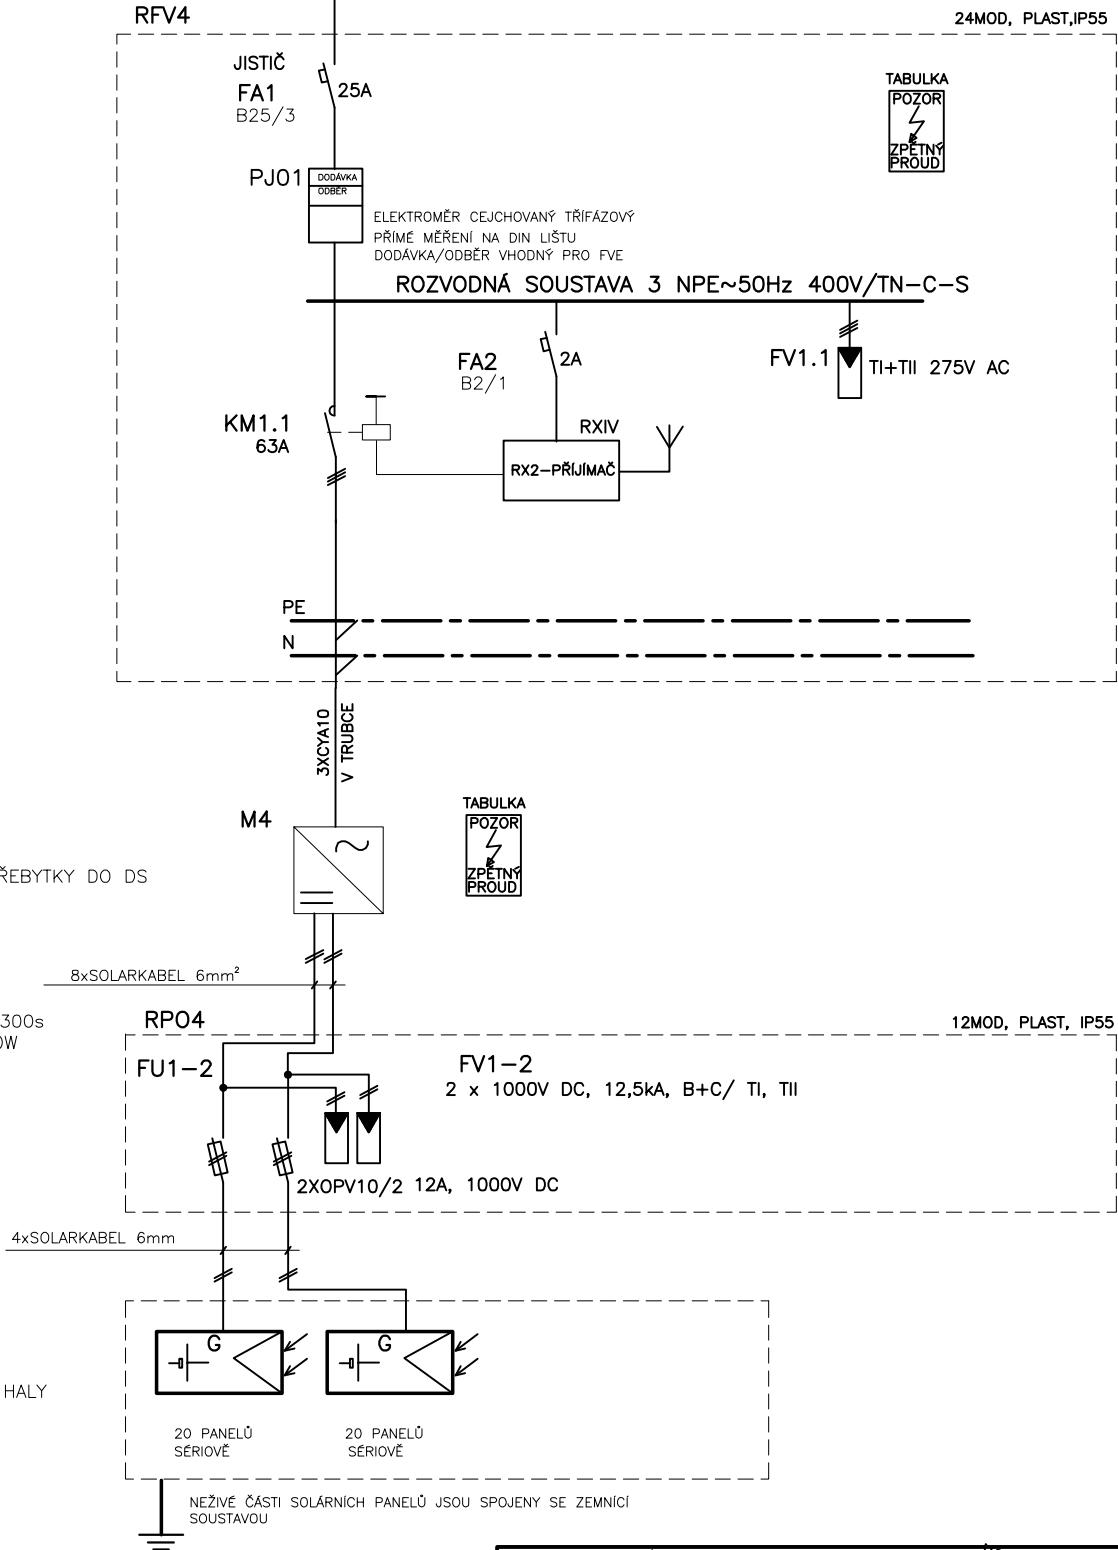 RFV4
24MOD, PLAST,IP55
JISTIČ
FA1
25A
B25/3
TABULKA
POZOR
ZPĚTNÝ
PROUD
PJ01
DODÁVKA
ODBĚR
ELEKTROMĚR CEJCHOVANÝ TŘÍFÁZOVÝ
PŘÍMÉ MĚŘENÍ NA DIN LIŠTU
DODÁVKA/ODBĚR VHODNÝ PRO FVE
ROZVODNÁ SOUSTAVA 3 NPE~50Hz 400V/TN-C-S
FA2
2A
B2/1
FV1.1
TI+TII 275V AC
KM1.1
63A
RXIV
RX2-PŘÍJÍMAČ
PE
N
3XCYA10
V TRUBCE
M4
TABULKA
POZOR
ZPĚTNÝ
PROUD
ŘEBYTKY DO DS
8xSOLARKABEL 6mm²
300s
0W
RP04
12MOD, PLAST, IP55
FU1-2
FV1-2
2 x 1000V DC, 12,5kA, B+C/ TI, TII
2XOPV10/2 12A, 1000V DC
4xSOLARKABEL 6mm
G
G
HALY
20 PANELŮ
SÉRIOVĚ
20 PANELŮ
SÉRIOVĚ
NEŽIVÉ ČÁSTI SOLÁRNÍCH PANELŮ JSOU SPOJENY SE ZEMNÍCÍ
SOUSTAVOU